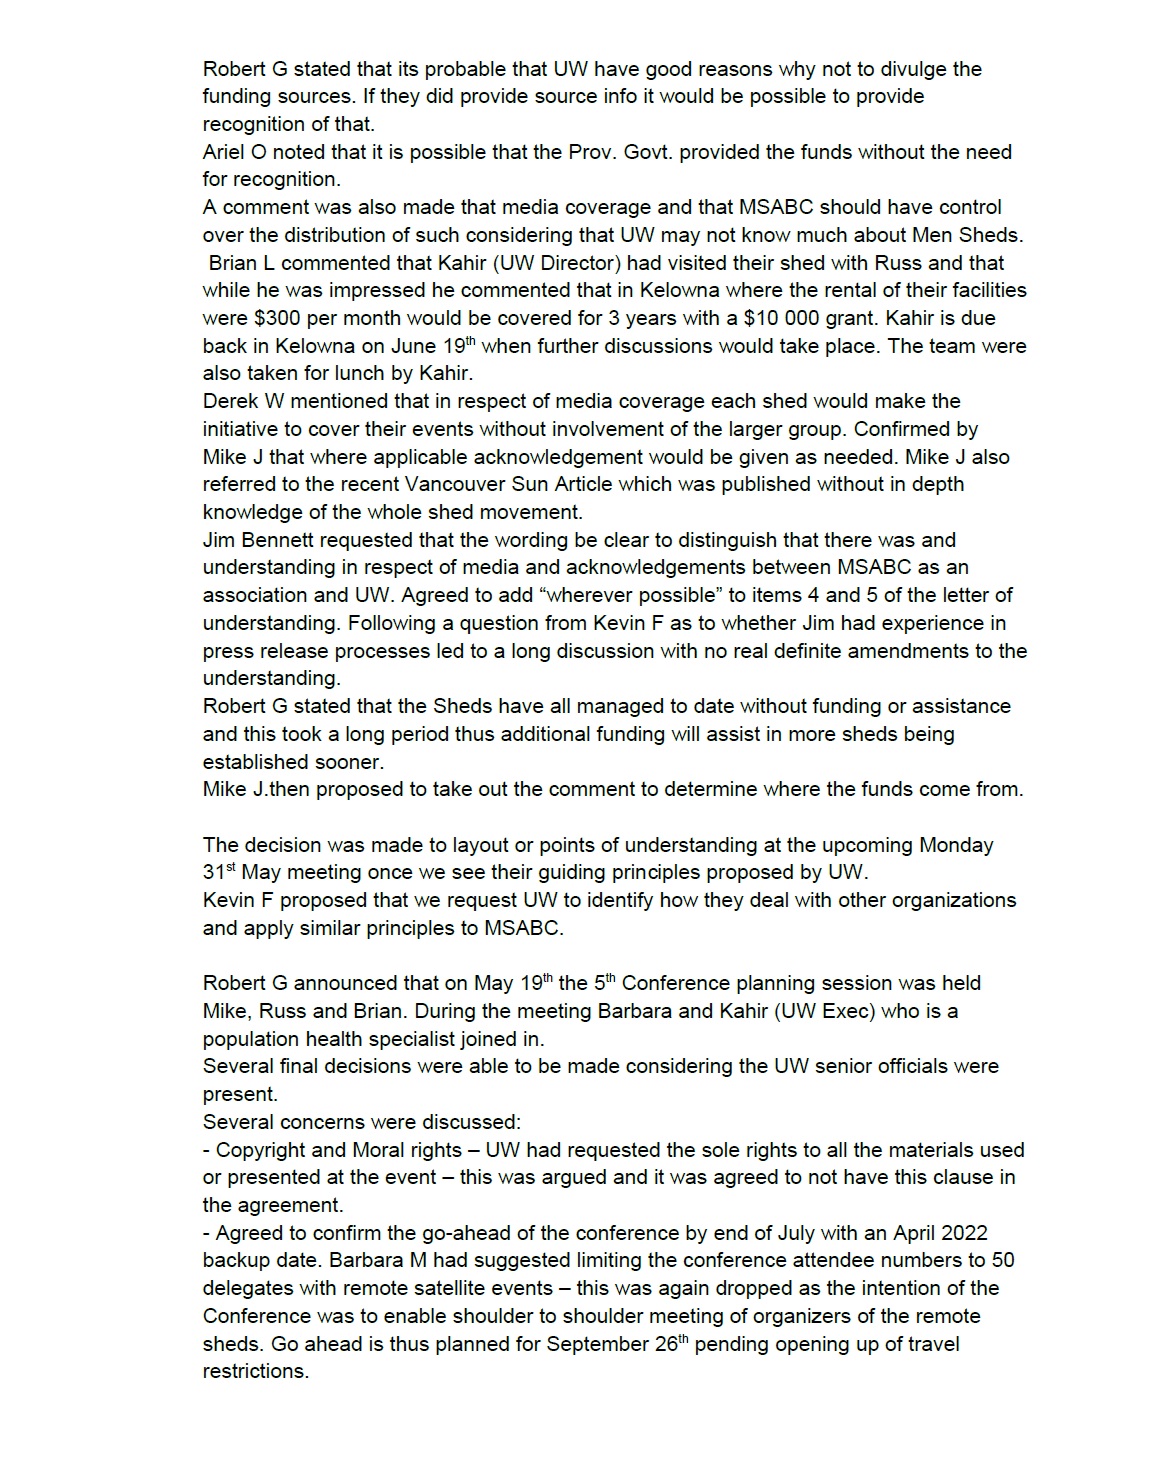 Robert G stated that its probable that UW have good reasons why not to divulge the
funding sources. If they did provide source info it would be possible to provide
recognition of that.
Ariel O noted that it is possible that the Prov. Govt. provided the funds without the need
for recognition.
A comment was also made that media coverage and that MSABC should have control
over the distribution of such considering that UW may not know much about Men Sheds.
Brian L commented that Kahir (UW Director) had visited their shed with Russ and that
while he was impressed he commented that in Kelowna where the rental of their facilities
were $300 per month would be covered for 3 years with a $10 000 grant. Kahir is due
back in Kelowna on June 19th when further discussions would take place. The team were
also taken for lunch by Kahir.
Derek W mentioned that in respect of media coverage each shed would make the
initiative to cover their events without involvement of the larger group. Confirmed by
Mike J that where applicable acknowledgement would be given as needed. Mike J also
referred to the recent Vancouver Sun Article which was published without in depth
knowledge of the whole shed movement.
Jim Bennett requested that the wording be clear to distinguish that there was and
understanding in respect of media and acknowledgements between MSABC as an
association and UW. Agreed to add “wherever possible” to items 4 and 5 of the letter of
understanding. Following a question from Kevin F as to whether Jim had experience in
press release processes led to a long discussion with no real definite amendments to the
understanding.
Robert G stated that the Sheds have all managed to date without funding or assistance
and this took a long period thus additional funding will assist in more sheds being
established sooner.
Mike J.then proposed to take out the comment to determine where the funds come from.

The decision was made to layout or points of understanding at the upcoming Monday
31st May meeting once we see their guiding principles proposed by UW.
Kevin F proposed that we request UW to identify how they deal with other organizations
and apply similar principles to MSABC.

Robert G announced that on May 19th the 5th Conference planning session was held
Mike, Russ and Brian. During the meeting Barbara and Kahir (UW Exec) who is a
population health specialist joined in.
Several final decisions were able to be made considering the UW senior officials were
present.
Several concerns were discussed:
- Copyright and Moral rights – UW had requested the sole rights to all the materials used
or presented at the event – this was argued and it was agreed to not have this clause in
the agreement.
- Agreed to confirm the go-ahead of the conference by end of July with an April 2022
backup date. Barbara M had suggested limiting the conference attendee numbers to 50
delegates with remote satellite events – this was again dropped as the intention of the
Conference was to enable shoulder to shoulder meeting of organizers of the remote
sheds. Go ahead is thus planned for September 26th pending opening up of travel
restrictions.